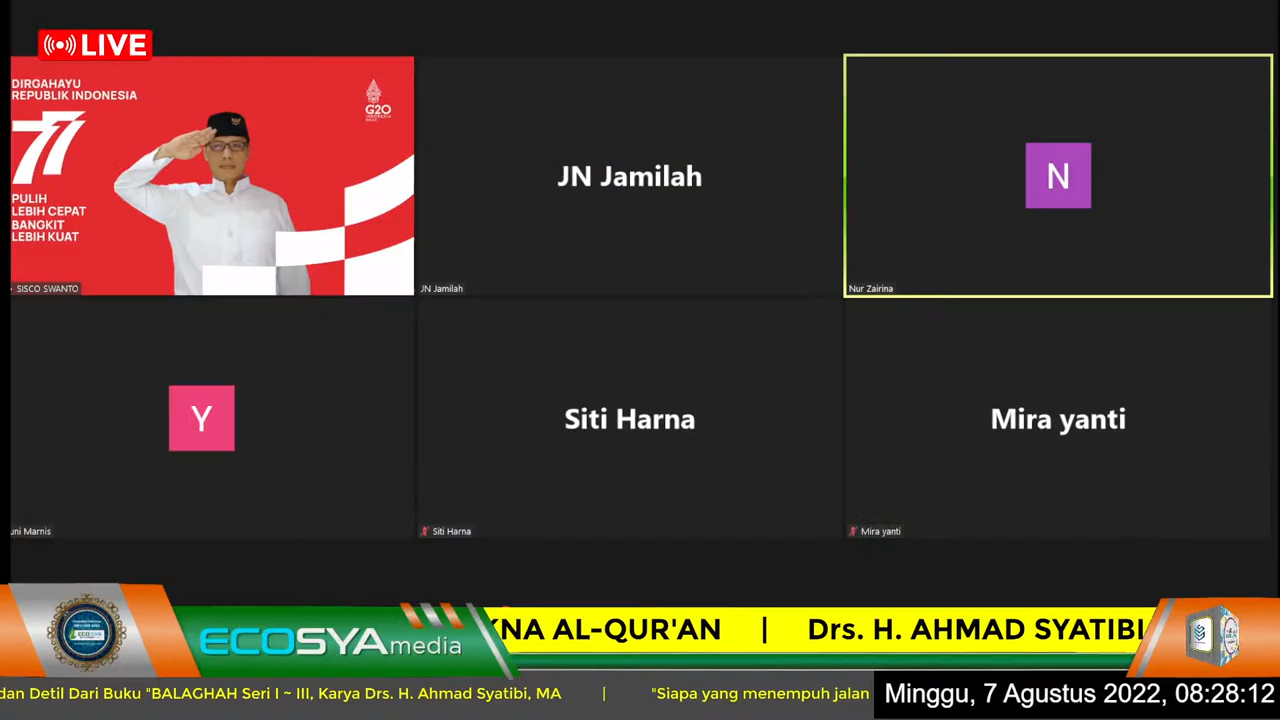 LIVE
DIRGAHAYU
REPUBLIK INDONESIA
77
PULIH
LEBIH CEPAT
BANGKIT
LEBIH KUAT
G20
SISCO SWANTO
JN Jamilah
JN Jamilah
N
Nur Zairina
Y
uni Marnis
Siti Harna
Siti Harna
Mira yanti
Mira yanti
ECOSYA media
KNA AL-QUR'AN | Drs. H. AHMAD SYATIBI
dan Detil Dari Buku "BALAGHAH Seri I ~ III, Karya Drs. H. Ahmad Syatibi, MA | "Siapa yang menempuh jalan
Minggu, 7 Agustus 2022, 08:28:12